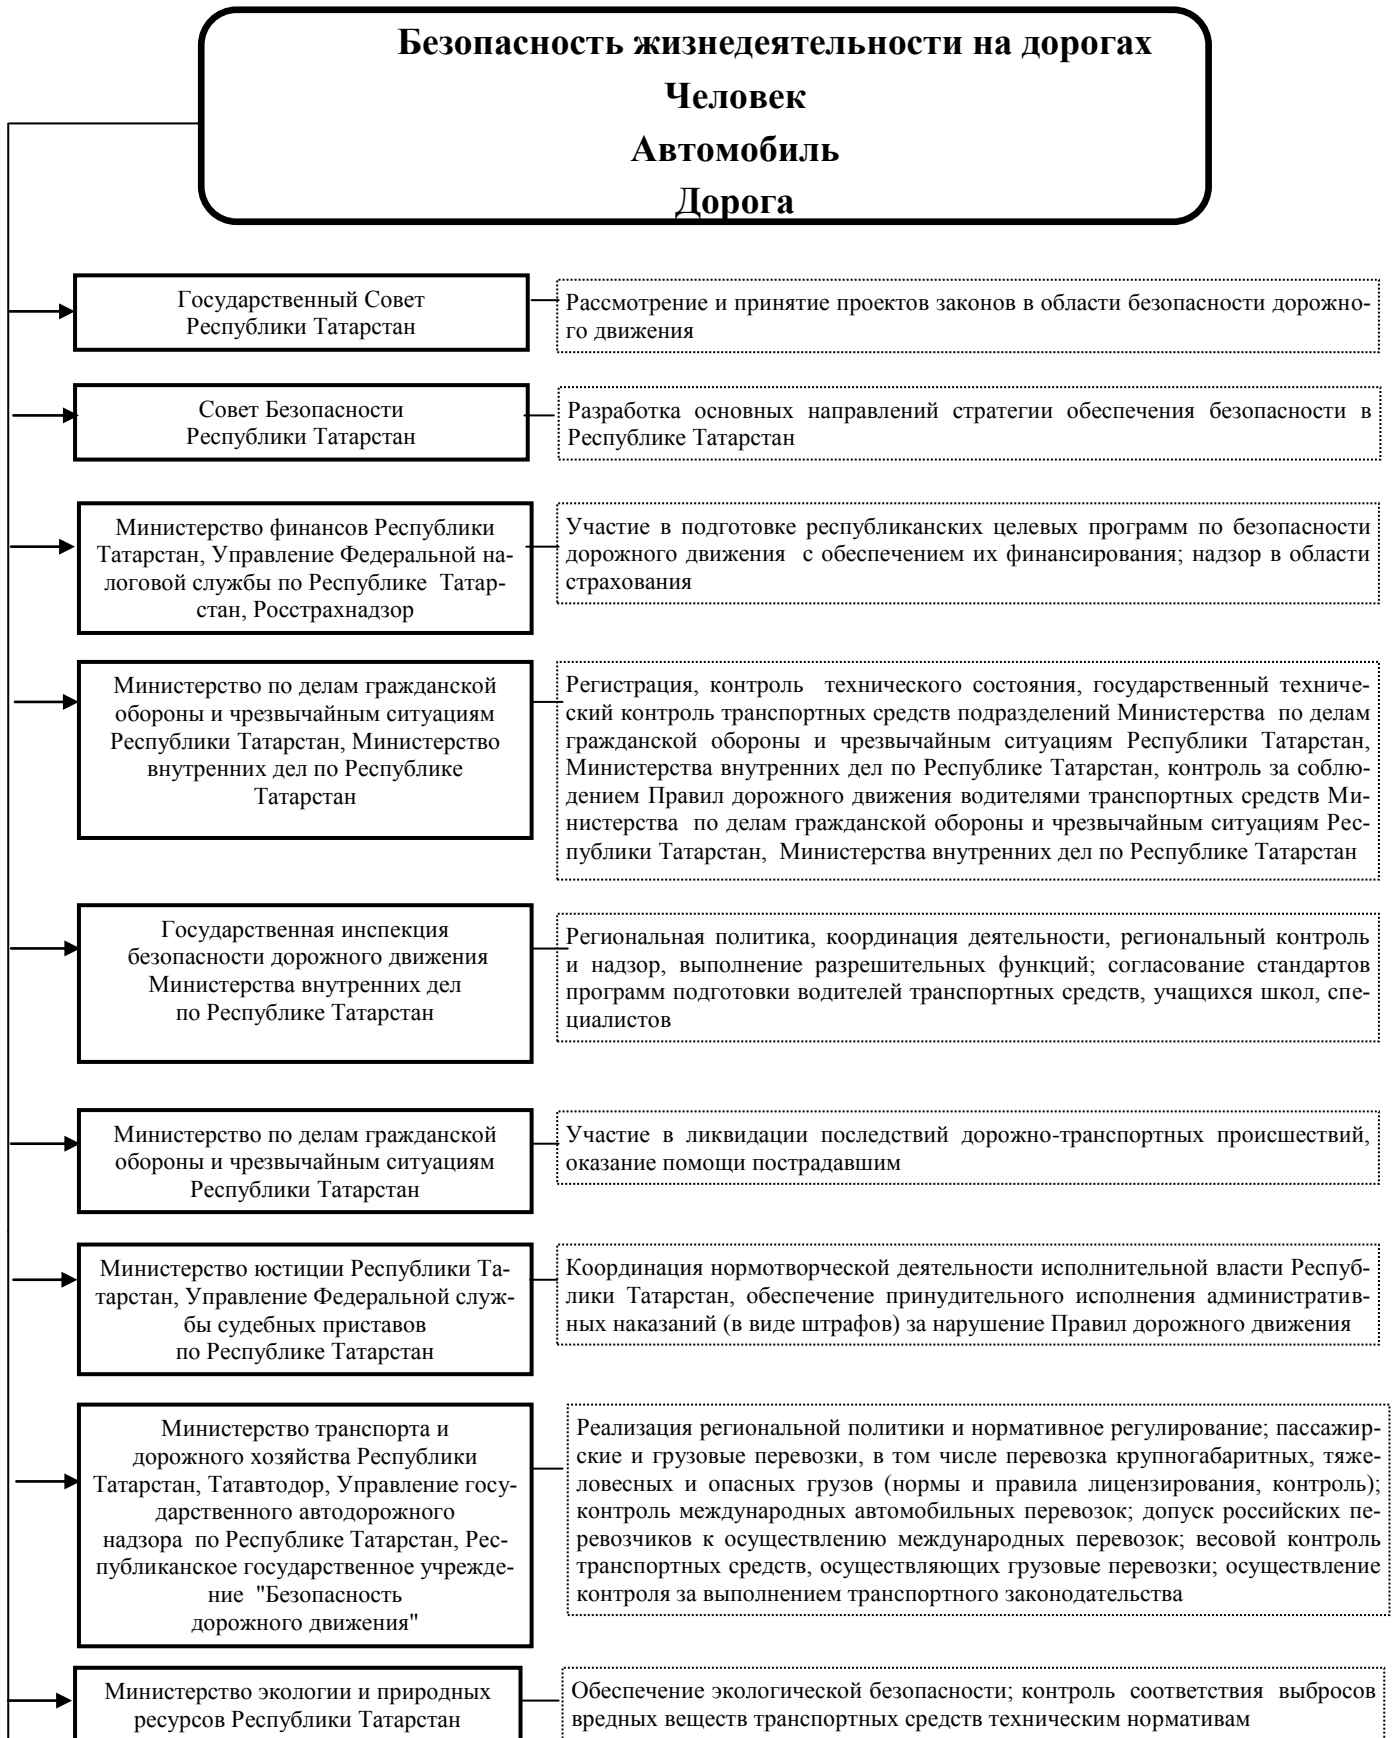 Безопасность жизнедеятельности на дорогах
Человек
Автомобиль
Дорога
Государственный Совет
Республики Татарстан
Рассмотрение и принятие проектов законов в области безопасности дорожно-
го движения
Совет Безопасности
Республики Татарстан
Разработка основных направлений стратегии обеспечения безопасности в
Республике Татарстан
Министерство финансов Республики
Татарстан, Управление Федеральной на-
логовой службы по Республике Татар-
стан, Росстрахнадзор
Участие в подготовке республиканских целевых программ по безопасности
дорожного движения с обеспечением их финансирования; надзор в области
страхования
Министерство по делам гражданской
обороны и чрезвычайным ситуациям
Республики Татарстан, Министерство
внутренних дел по Республике
Татарстан
Регистрация, контроль технического состояния, государственный техниче-
ский контроль транспортных средств подразделений Министерства по делам
гражданской обороны и чрезвычайным ситуациям Республики Татарстан,
Министерства внутренних дел по Республике Татарстан, контроль за соблю-
дением Правил дорожного движения водителями транспортных средств Ми-
нистерства по делам гражданской обороны и чрезвычайным ситуациям Рес-
публики Татарстан, Министерства внутренних дел по Республике Татарстан
Государственная инспекция
безопасности дорожного движения
Министерства внутренних дел
по Республике Татарстан
Региональная политика, координация деятельности, региональный контроль
и надзор, выполнение разрешительных функций; согласование стандартов
программ подготовки водителей транспортных средств, учащихся школ, спе-
циалистов
Министерство по делам гражданской
обороны и чрезвычайным ситуациям
Республики Татарстан
Участие в ликвидации последствий дорожно-транспортных происшествий,
оказание помощи пострадавшим
Министерство юстиции Республики Та-
тарстан, Управление Федеральной служ-
бы судебных приставов
по Республике Татарстан
Координация нормотворческой деятельности исполнительной власти Респуб-
лики Татарстан, обеспечение принудительного исполнения административ-
ных наказаний (в виде штрафов) за нарушение Правил дорожного движения
Министерство транспорта и
дорожного хозяйства Республики
Татарстан, Татавтодор, Управление госу-
дарственного автодорожного
надзора по Республике Татарстан, Рес-
публиканское государственное учрежде-
ние "Безопасность
дорожного движения"
Реализация региональной политики и нормативное регулирование; пассажир-
ские и грузовые перевозки, в том числе перевозка крупногабаритных, тяже-
ловесных и опасных грузов (нормы и правила лицензирования, контроль);
контроль международных автомобильных перевозок; допуск российских пе-
ревозчиков к осуществлению международных перевозок; весовой контроль
транспортных средств, осуществляющих грузовые перевозки; осуществление
контроля за выполнением транспортного законодательства
Министерство экологии и природных
ресурсов Республики Татарстан
Обеспечение экологической безопасности; контроль соответствия выбросов
вредных веществ транспортных средств техническим нормативам